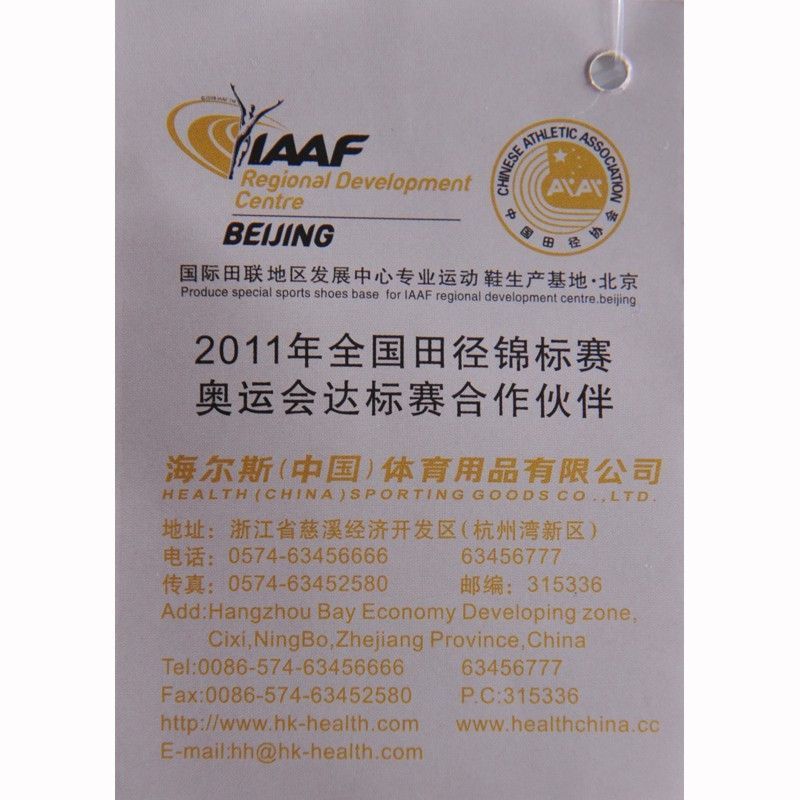 IAAF
Regional Development
Centre
BEIJING
CHINESE ATHLETIC ASSOCIATION
中国田径协会
国际田联地区发展中心专业运动 鞋生产基地·北京
Produce special sports shoes base for IAAF regional development centre.beijing
2011年全国田径锦标赛
奥运会达标赛合作伙伴
海尔斯(中国)体育用品有限公司
HEALTH(CHINA)SPORTING GOODS CO.,LTD.
地址: 浙江省慈溪经济开发区(杭州湾新区)
电话: 0574-63456666 63456777
传真: 0574-63452580 邮编: 315336
Add:Hangzhou Bay Economy Developing zone,
Cixi,NingBo,Zhejiang Province,China
Tel:0086-574-63456666 63456777
Fax:0086-574-63452580 P.C:315336
http://www.hk-health.com www.healthchina.cc
E-mail:hh@hk-health.com